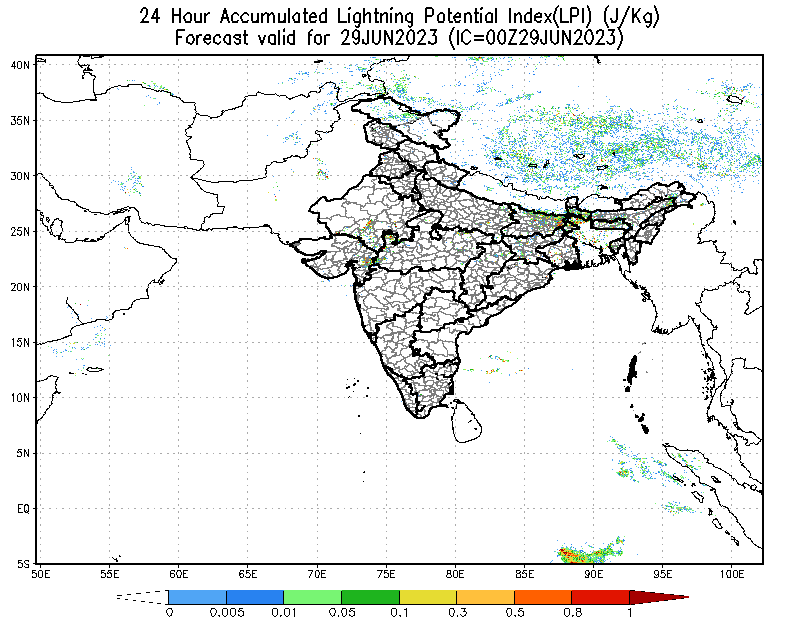 24 Hour Accumulated Lightning Potential Index(LPI) (J/Kg)
Forecast valid for 29JUN2023 (IC=00Z29JUN2023)
40N
35N
30N
25N
20N
15N
10N
5N
EQ
5S
50E 55E 60E 65E 70E 75E 80E 85E 90E 95E 100E
0 0.005 0.01 0.05 0.1 0.3 0.5 0.8 1